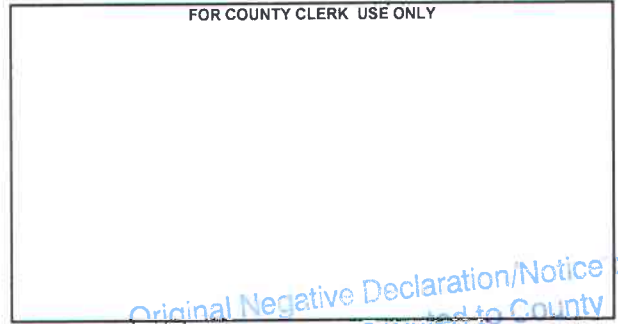 FOR COUNTY CLERK USE ONLY
Original Negative Declaration/Notice
to County